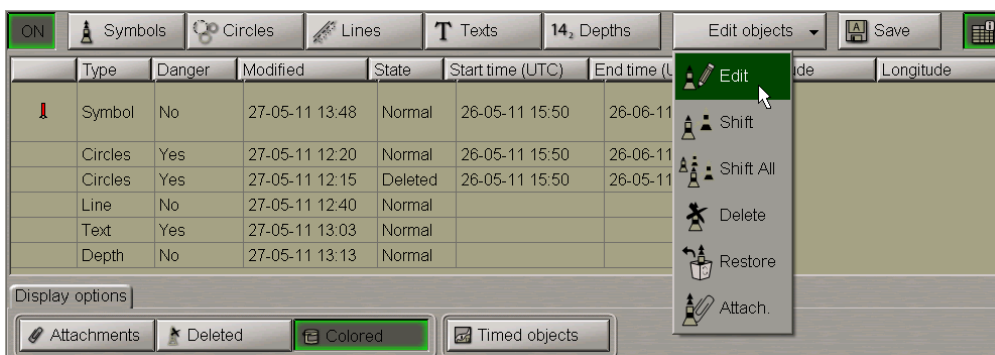 ON Symbols Circles Lines T Texts 14₂ Depths Edit objects Save
Type Danger Modified State Start time (UTC) End time (U de Longitude
Edit
Symbol No 27-05-11 13:48 Normal 26-05-11 15:50 26-06-11
Shift
Circles Yes 27-05-11 12:20 Normal 26-05-11 15:50 26-06-11
Circles Yes 27-05-11 12:15 Deleted 26-05-11 15:50 26-05-11
Shift All
Line No 27-05-11 12:40 Normal
Text Yes 27-05-11 13:03 Normal
Delete
Depth No 27-05-11 13:13 Normal
Restore
Display options
Attach.
Attachments Deleted Colored Timed objects